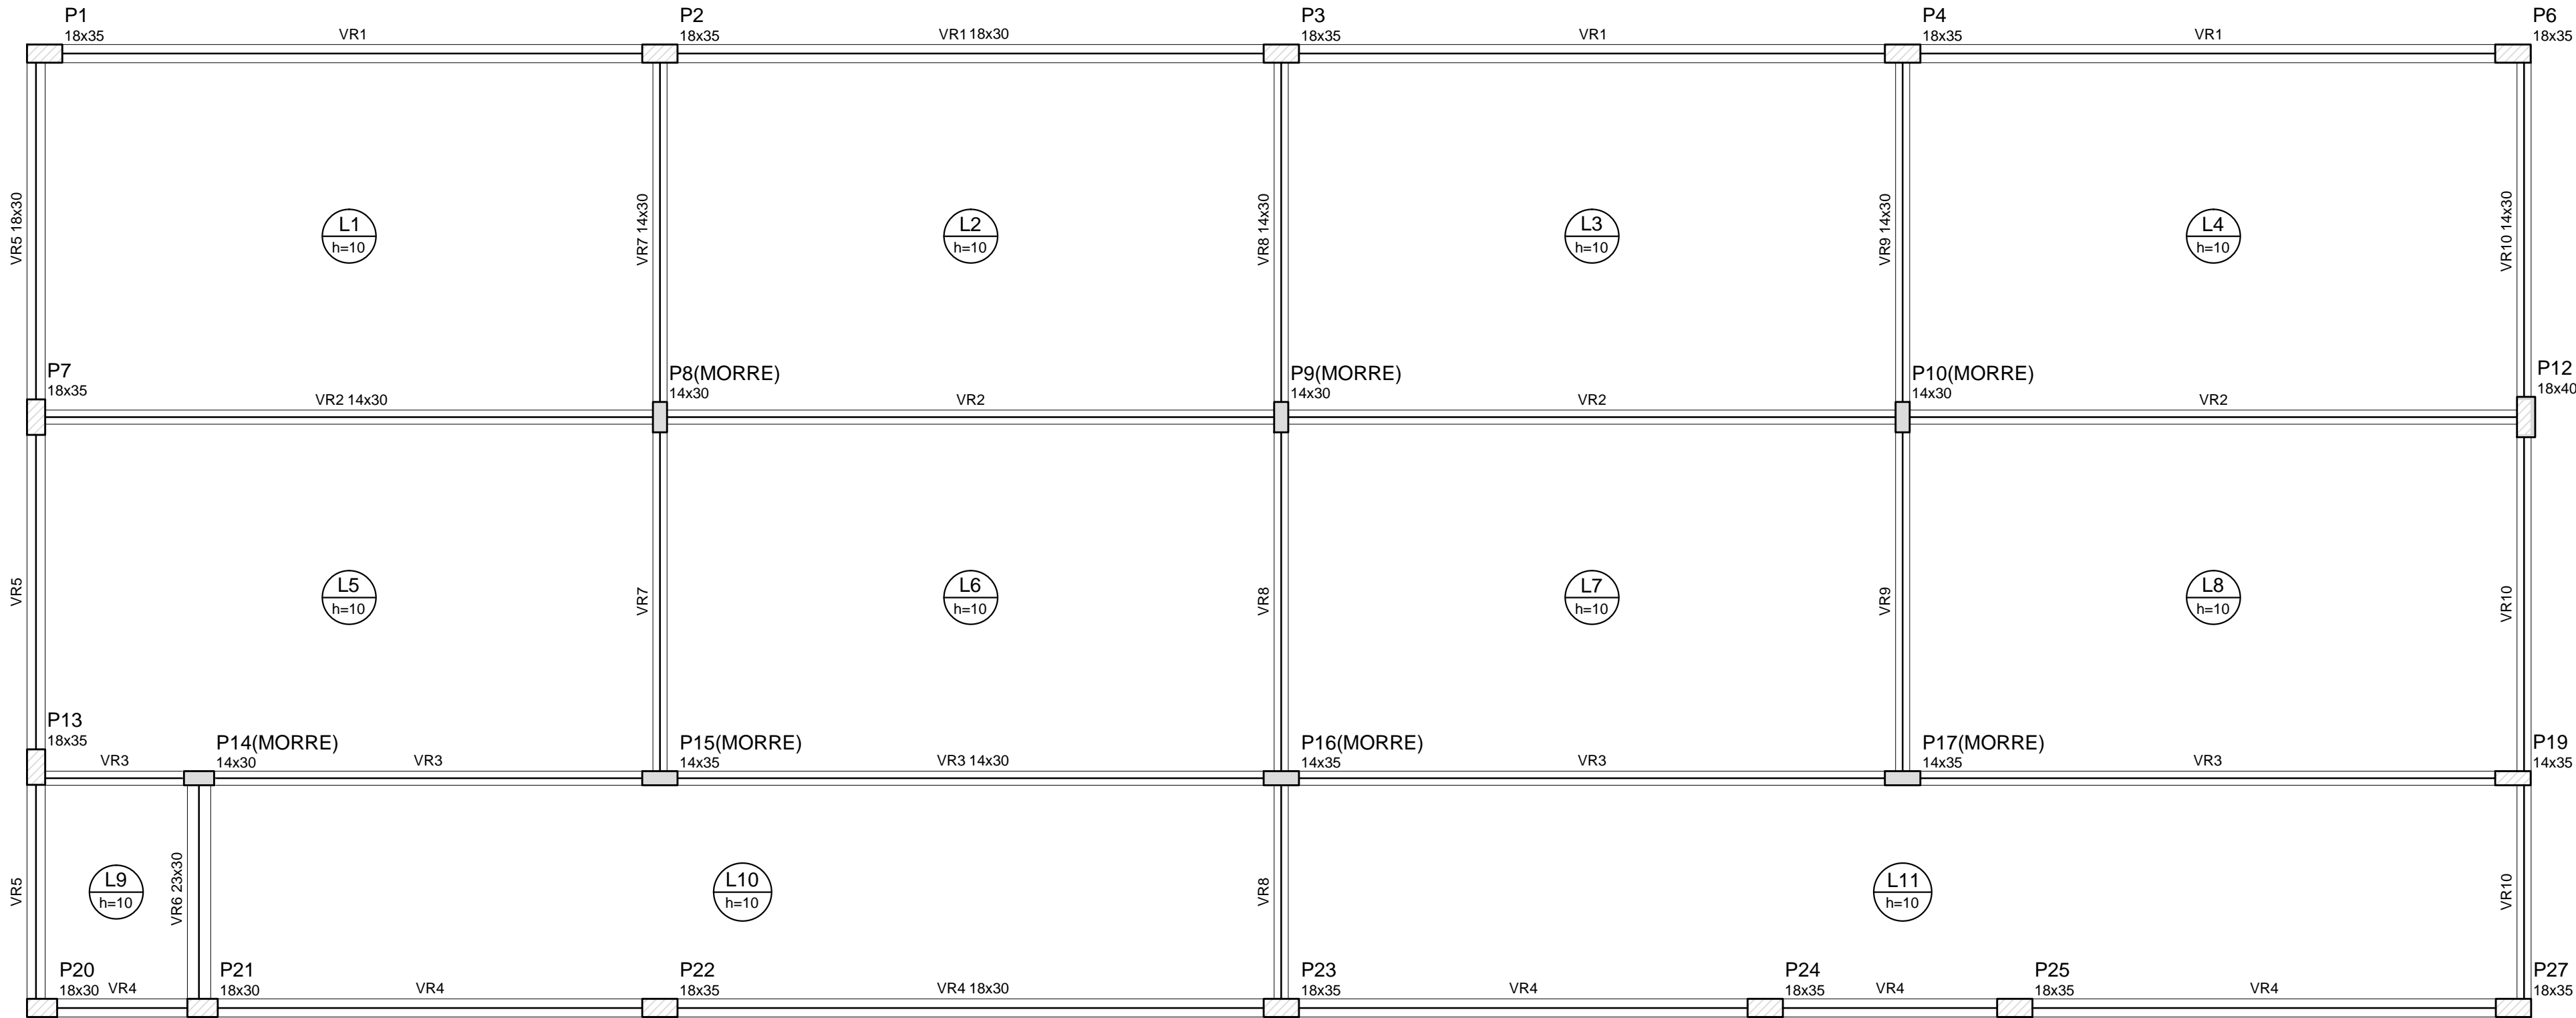 P1
18x35
VR1
P2
18x35
VR1 18x30
P3
18x35
VR1
P4
18x35
VR1
P6
18x35
VR5 18x30
L1
h=10
VR7 14x30
L2
h=10
VR8 14x30
L3
h=10
VR9 14x30
L4
h=10
VR10 14x30
P7
18x35
VR2 14x30
P8(MORRE)
14x30
VR2
P9(MORRE)
14x30
VR2
P10(MORRE)
14x30
VR2
P12
18x40
VR5
L5
h=10
VR7
L6
h=10
VR8
L7
h=10
VR9
L8
h=10
VR10
P13
18x35
VR3
P14(MORRE)
14x30
VR3
P15(MORRE)
14x35
VR3 14x30
P16(MORRE)
14x35
VR3
P17(MORRE)
14x35
VR3
P19
14x35
VR5
L9
h=10
VR6 23x30
L10
h=10
VR8
L11
h=10
VR10
P20
18x30
VR4
P21
18x30
VR4
P22
18x35
VR4 18x30
P23
18x35
VR4
P24
18x35
VR4
P25
18x35
VR4
P27
18x35